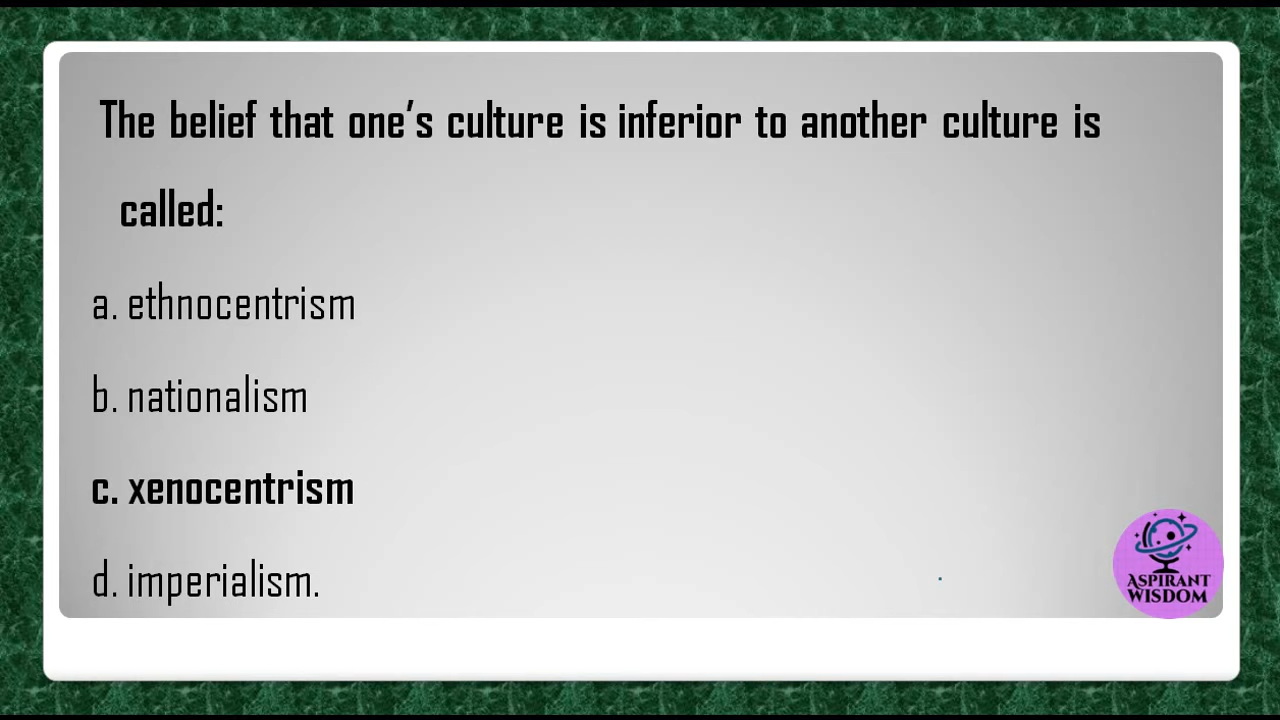 The belief that one’s culture is inferior to another culture is
called:
a. ethnocentrism
b. nationalism
c. xenocentrism
d. imperialism.
ASPIRANT
WISDOM